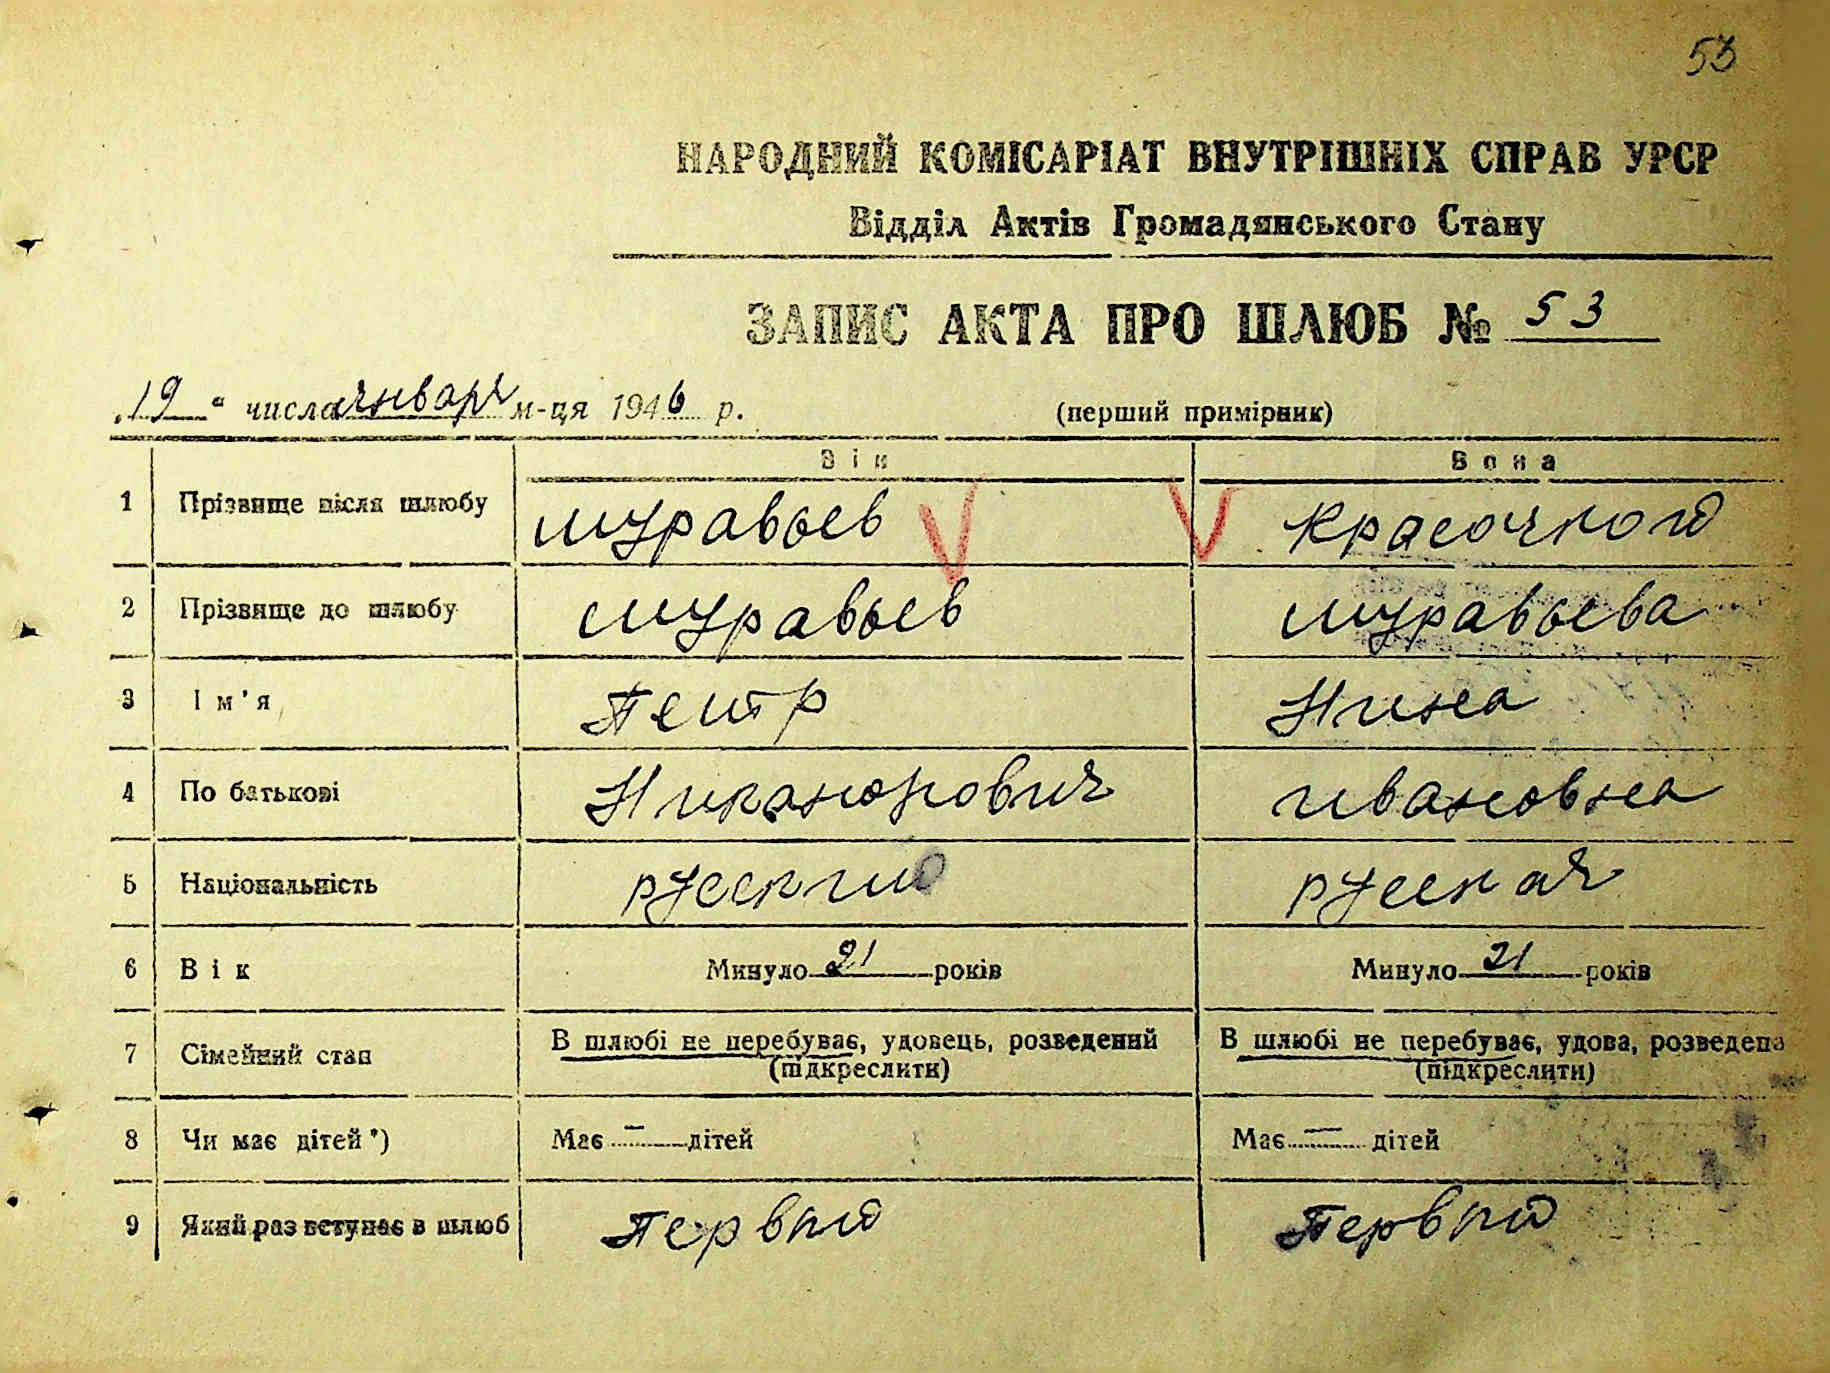 53
НАРОДНИЙ КОМІСАРІАТ ВНУТРІШНІХ СПРАВ УРСР
Відділ Актів Громадянського Стану
ЗАПИС АКТА ПРО ШЛЮБ № 53
„19" числа января м-ця 1946 р. (перший примірник)
Він Вона
1 Прізвище після шлюбу Муравьев
2 Прізвище до шлюбу Муравьев Муравьева
3 Ім'я Петр Нина
4 По батькові Никанорович Ивановна
5 Національність русский русская
6 Вік Минуло 21 років Минуло 21 років
7 Сімейний стан В шлюбі не перебуває, удовець, розведений В шлюбі не перебуває, удова, розведена
(підкреслити) (підкреслити)
8 Чи має дітей*) Має — дітей Має — дітей
9 Який раз вступає в шлюб Первый Первый